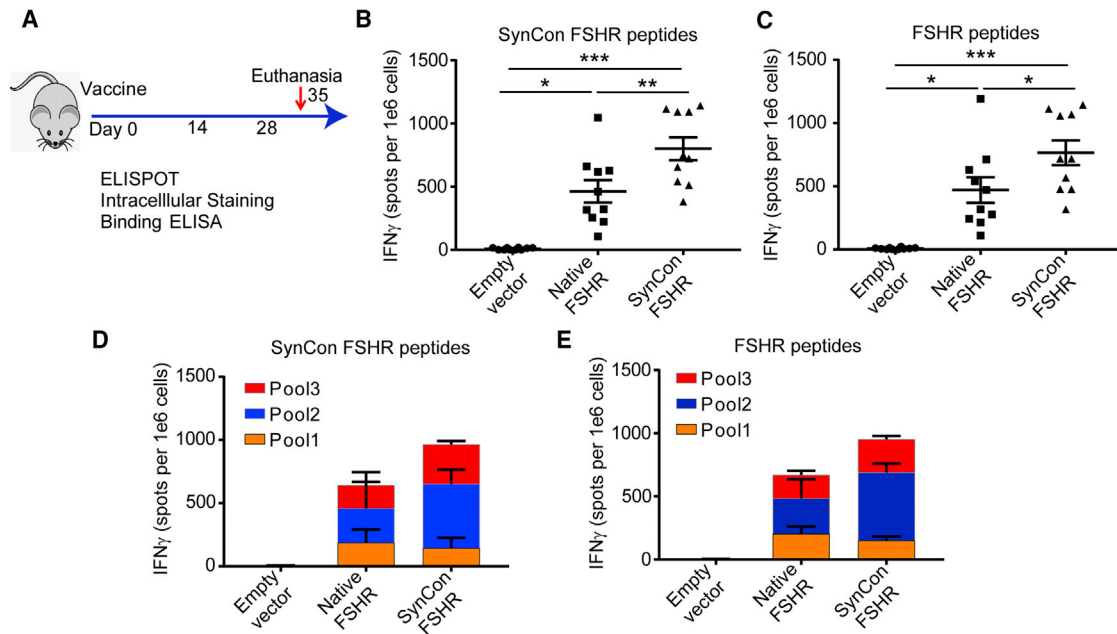 A
Vaccine
Euthanasia
35
Day 0
14
28
ELISPOT
Intracelllular Staining
Binding ELISA
B
SynCon FSHR peptides
IFNγ (spots per 1e6 cells)
1500
1000
500
0
***
*
**
Empty vector
Native FSHR
SynCon FSHR
C
FSHR peptides
IFNγ (spots per 1e6 cells)
1500
1000
500
0
***
*
*
Empty vector
Native FSHR
SynCon FSHR
D
SynCon FSHR peptides
IFNγ (spots per 1e6 cells)
1500
1000
500
0
Pool3
Pool2
Pool1
Empty vector
Native FSHR
SynCon FSHR
E
FSHR peptides
IFNγ (spots per 1e6 cells)
1500
1000
500
0
Pool3
Pool2
Pool1
Empty vector
Native FSHR
SynCon FSHR